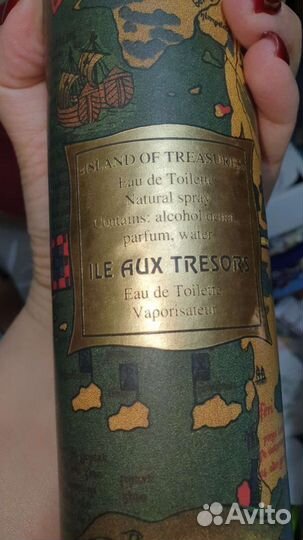 ISLAND OF TREASURES
Eau de Toilette
Natural spray
Contains: alcohol
parfum, water
ILE AUX TRESORS
Eau de Toilette
Vaporisateur
Avito